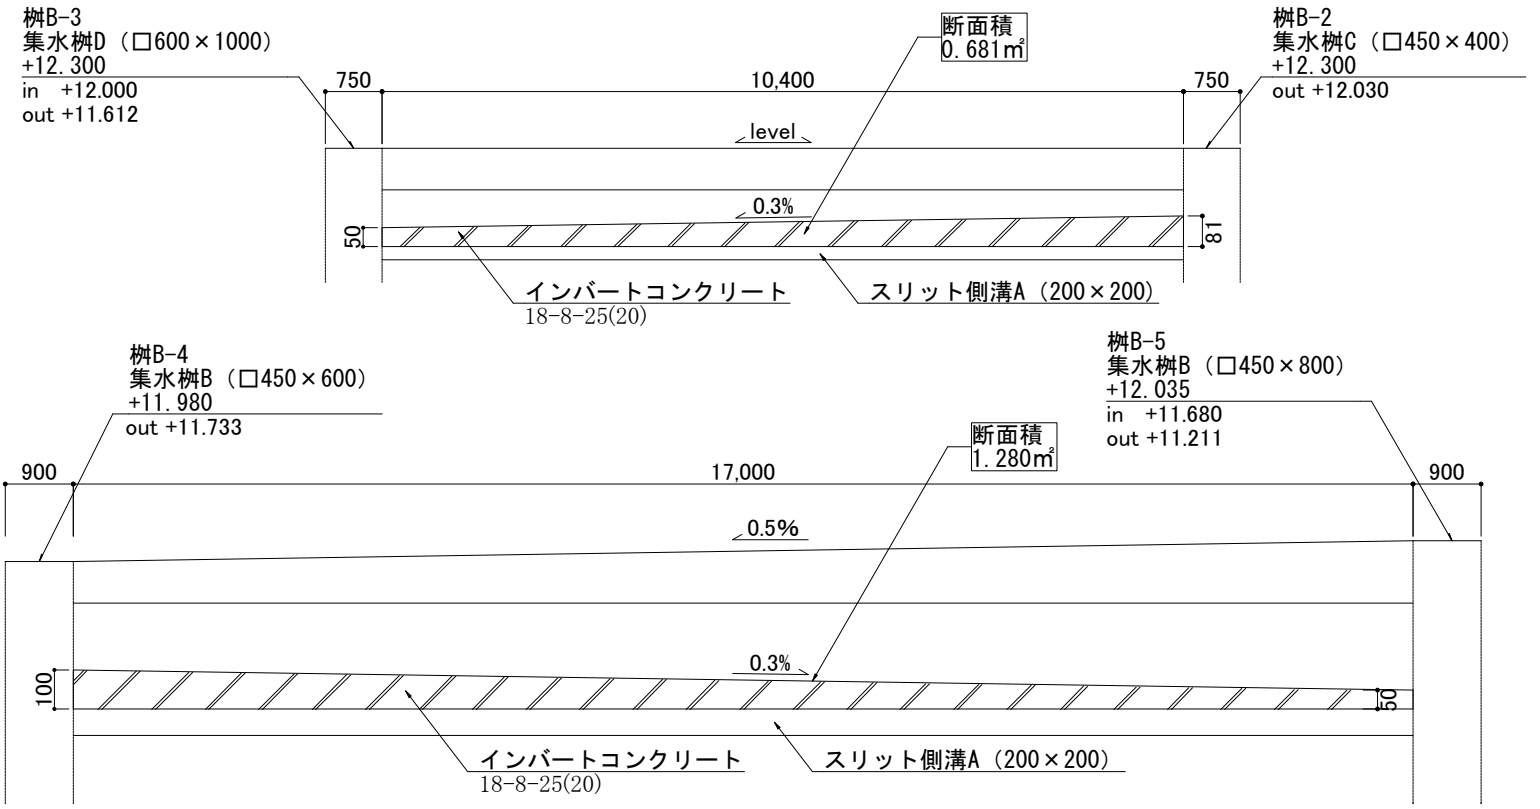 桝B-3
集水桝D（□600×1000）
+12.300
in +12.000
out +11.612
断面積
0.681㎡
桝B-2
集水桝C（□450×400）
+12.300
out +12.030
750
10,400
750
level
0.3%
50
81
インバートコンクリート
18-8-25(20)
スリット側溝A（200×200）
桝B-4
集水桝B（□450×600）
+11.980
out +11.733
桝B-5
集水桝B（□450×800）
+12.035
in +11.680
out +11.211
断面積
1.280㎡
900
17,000
900
0.5%
0.3%
100
50
インバートコンクリート
18-8-25(20)
スリット側溝A（200×200）